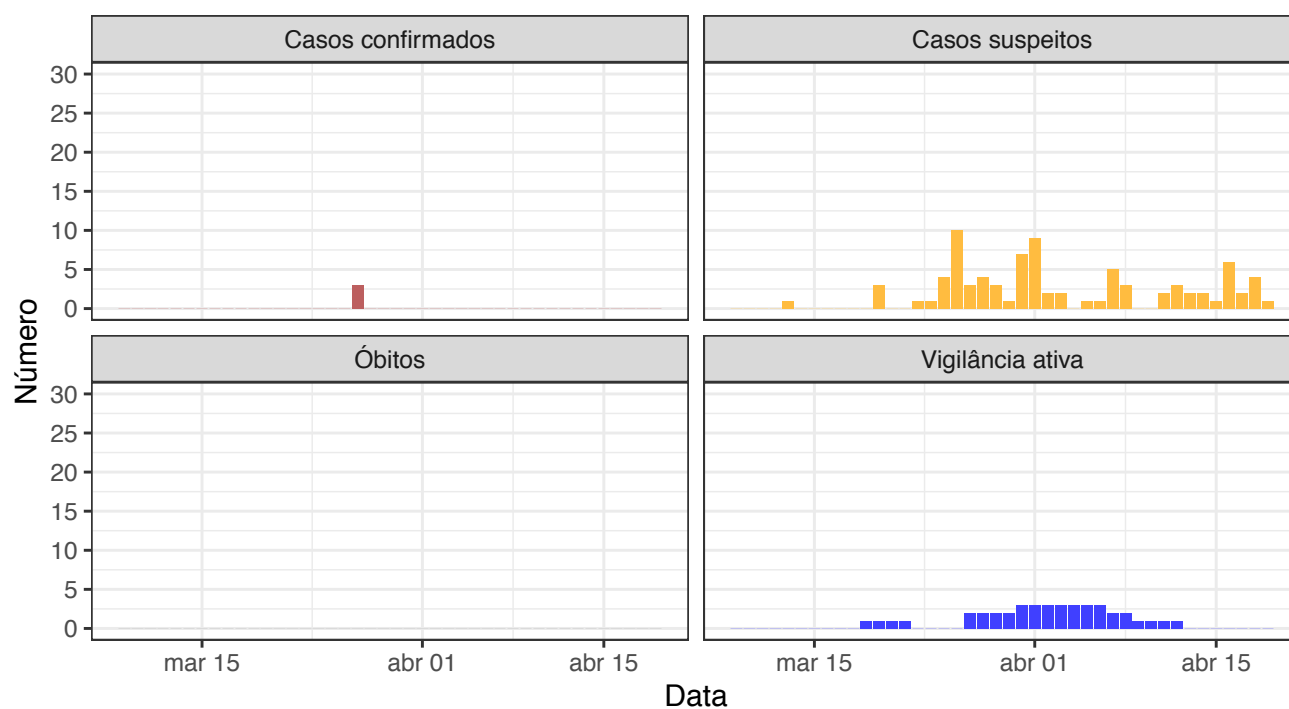 Casos confirmados
Casos suspeitos
30
25
20
15
10
5
0
Óbitos
Vigilância ativa
30
25
20
15
10
5
0
Número
mar 15
abr 01
abr 15
mar 15
abr 01
abr 15
Data